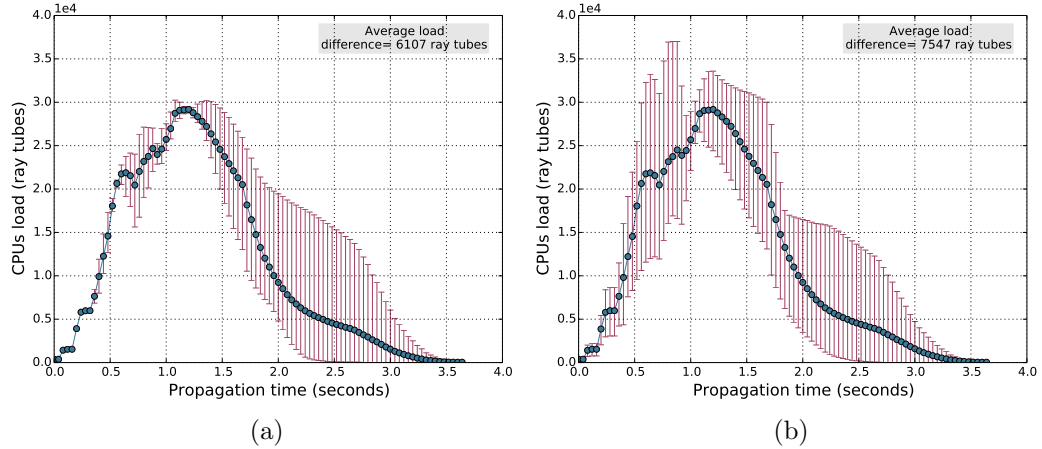 1e4
4.0
3.5
3.0
2.5
2.0
1.5
1.0
0.5
0.0
CPUs load (ray tubes)
Average load
difference= 6107 ray tubes
0.0 0.5 1.0 1.5 2.0 2.5 3.0 3.5 4.0
Propagation time (seconds)
(a)
1e4
4.0
3.5
3.0
2.5
2.0
1.5
1.0
0.5
0.0
CPUs load (ray tubes)
Average load
difference= 7547 ray tubes
0.0 0.5 1.0 1.5 2.0 2.5 3.0 3.5 4.0
Propagation time (seconds)
(b)